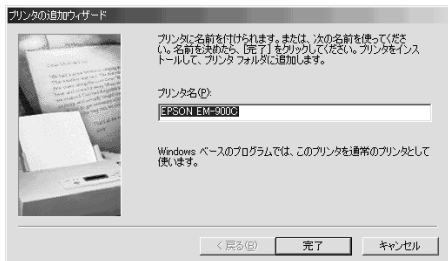 プリンタの追加ウィザード
プリンタに名前を付けられます。または、次の名前を使ってくださ
い。名前を決めたら、[完了] をクリックしてください。プリンタをインス
トールして、プリンタ フォルダに追加します。
プリンタ名(P):
EPSON EM-900C
Windows ベースのプログラムでは、このプリンタを通常のプリンタとして
使います。
< 戻る(B)
完了
キャンセル